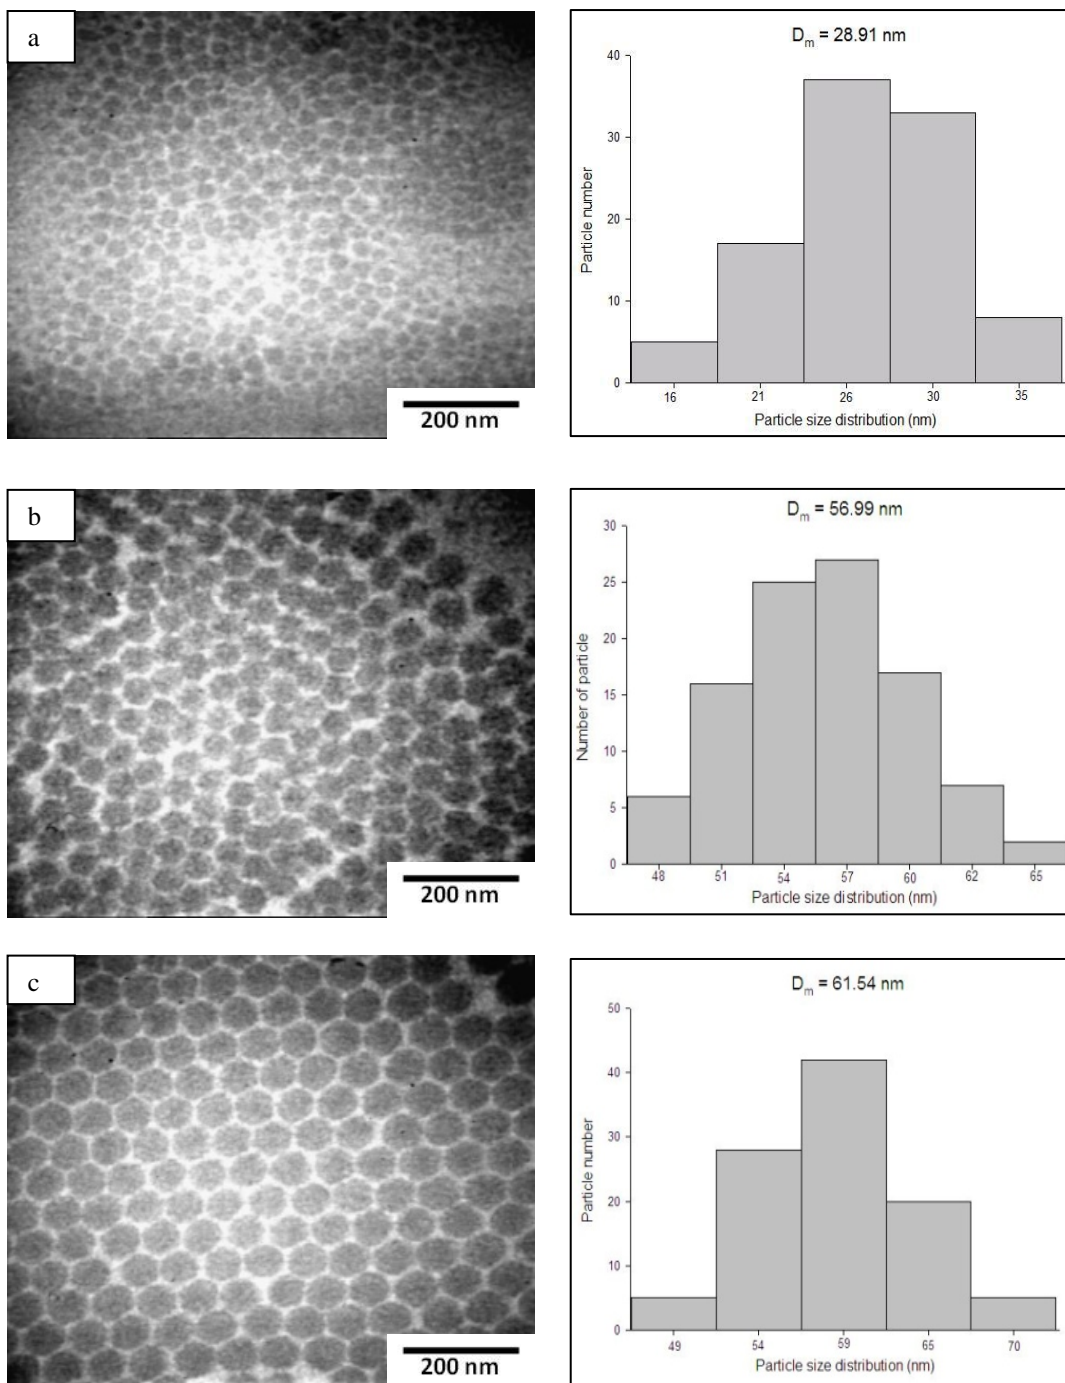 a
D_m = 28.91 nm
40
30
20
10
0
Particle number
16 21 26 30 35
Particle size distribution (nm)
200 nm
b
D_m = 56.99 nm
30
25
20
15
10
5
0
Number of particle
48 51 54 57 60 62 65
Particle size distribution (nm)
200 nm
c
D_m = 61.54 nm
50
40
30
20
10
0
Particle number
49 54 59 65 70
Particle size distribution (nm)
200 nm